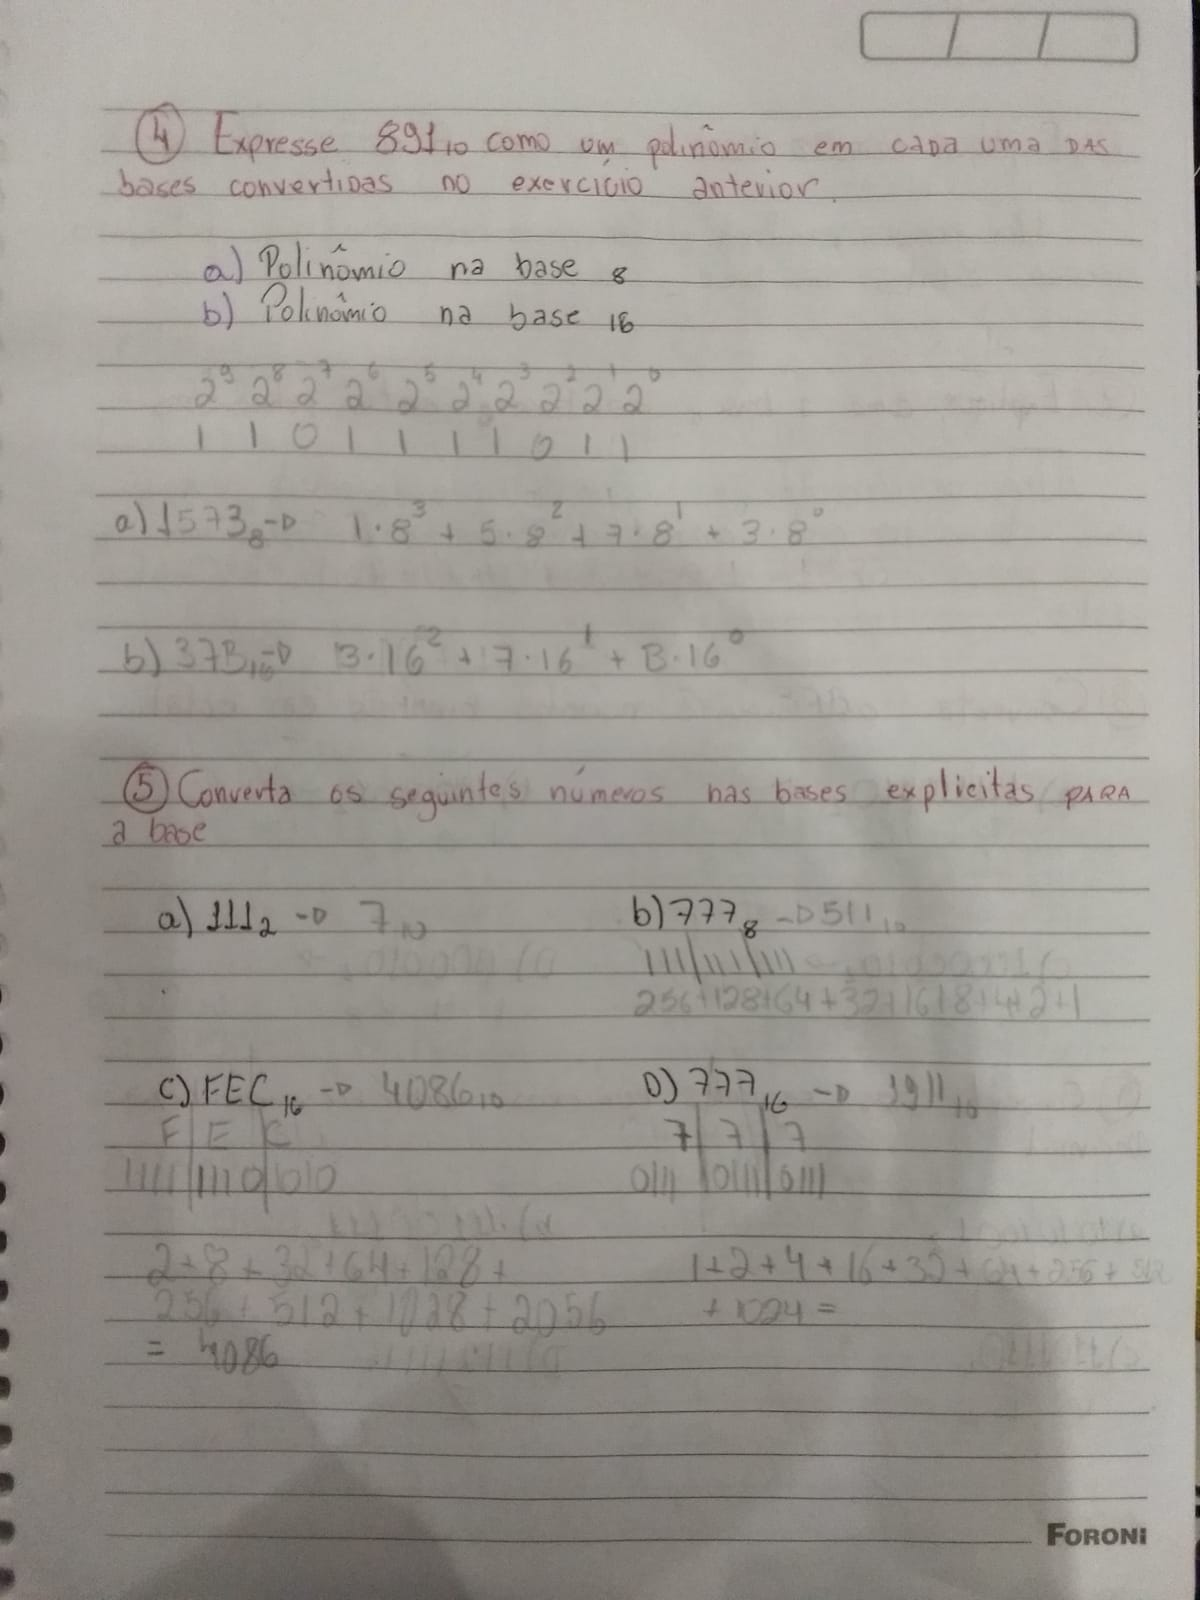 ④ Expresse 891₁₀ como um polinômio em cada uma DAS
bases convertidas no exercício anterior.
a) Polinômio na base 8
b) Polinômio na base 16
2⁹ 2⁸ 2⁷ 2⁶ 2⁵ 2⁴ 2³ 2² 2¹ 2⁰
1 1 0 1 1 1 1 0 1 1
a) 1573₈ → 1·8³ + 5·8² + 7·8¹ + 3·8⁰
b) 37B₁₆ → 3·16² + 7·16¹ + B·16⁰
⑤ Converta os seguintes números nas bases explicitas PARA
a base
a) 111₂ → 7₁₀ b) 777₈ → 511₁₀
111/111/111
256+128+64+32+16+8+4+2+1
c) FEC₁₆ → 4086₁₀ D) 777₁₆ → 1911₁₀
F|E|C 7|7|7
1111|1110|1010 0111|0111|0111
2+8+32+64+128+ 1+2+4+16+32+64+256+512
256+512+1028+2056 +1024=
= 4086
FORONI